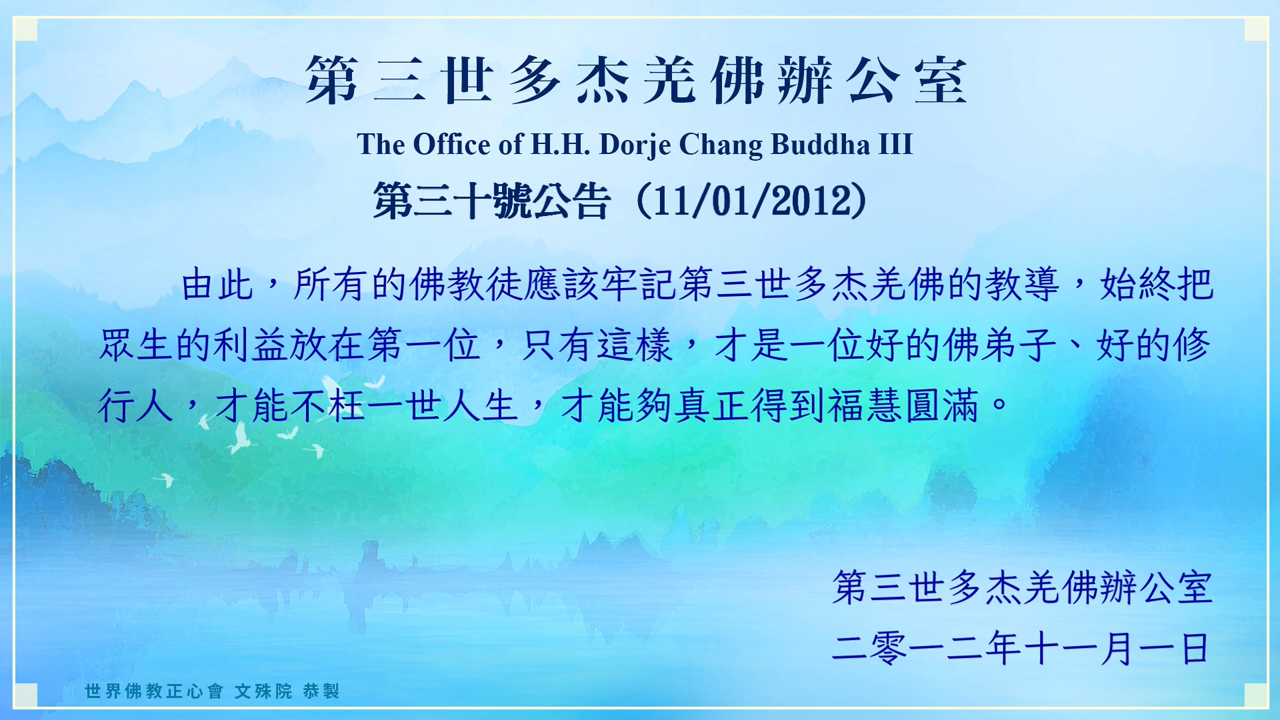 第三世多杰羌佛辦公室
The Office of H.H. Dorje Chang Buddha III
第三十號公告 (11/01/2012)
由此，所有的佛教徒應該牢記第三世多杰羌佛的教導，始終把
眾生的利益放在第一位，只有這樣，才是一位好的佛弟子、好的修
行人，才能不枉一世人生，才能夠真正得到福慧圓滿。
第三世多杰羌佛辦公室
二零一二年十一月一日
世界佛教正心會 文殊院 恭製